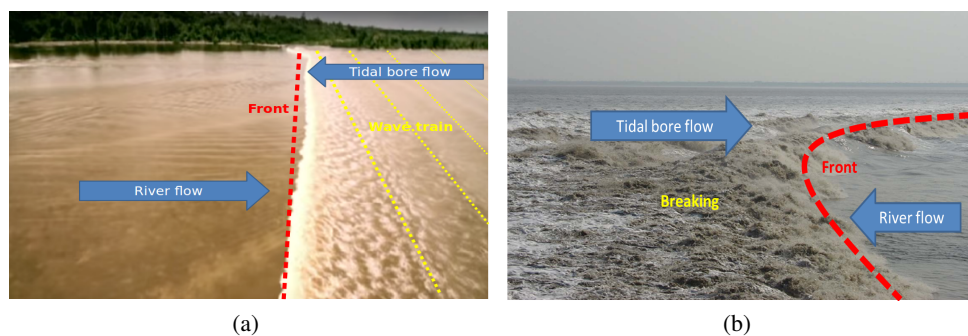 Tidal bore flow
Front
Wave train
River flow
Tidal bore flow
Front
Breaking
River flow
(a)
(b)